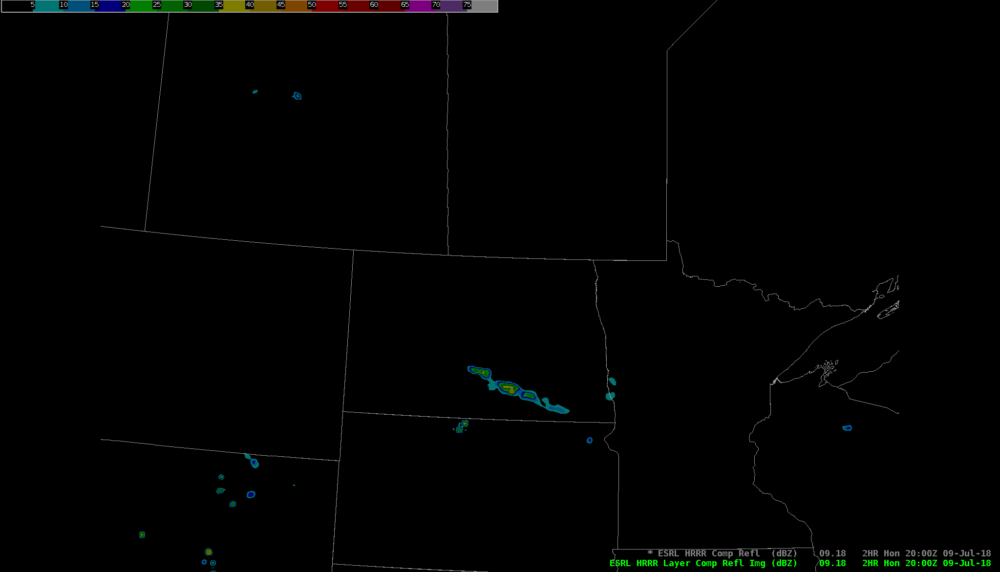 5 10 15 20 25 30 35 40 45 50 55 60 65 70 75
* ESRL HRRR Comp Refl (dBZ) 09.18 2HR Mon 20:00Z 09-Jul-18
ESRL HRRR Layer Comp Refl Img (dBZ) 09.18 2HR Mon 20:00Z 09-Jul-18